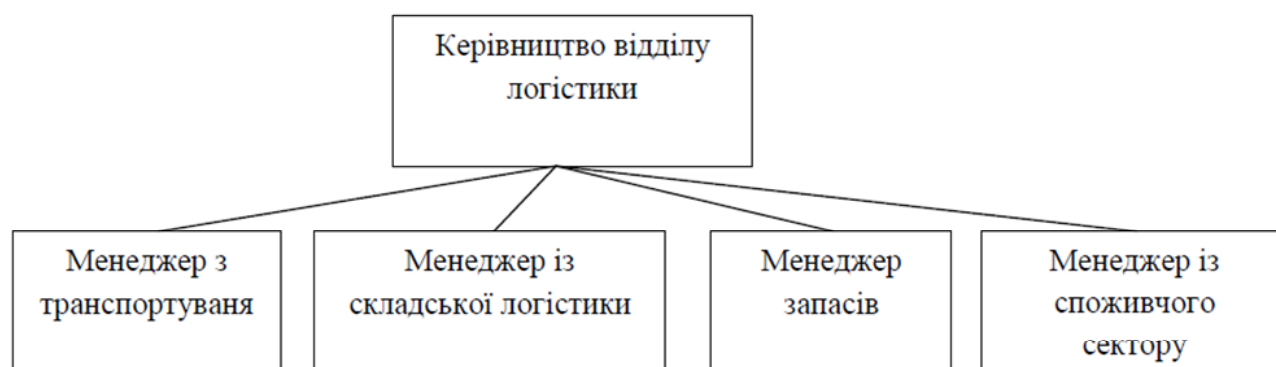 Керівництво відділу
логістики
Менеджер з
транспортуваня
Менеджер із
складської логістики
Менеджер
запасів
Менеджер із
споживчого
сектору